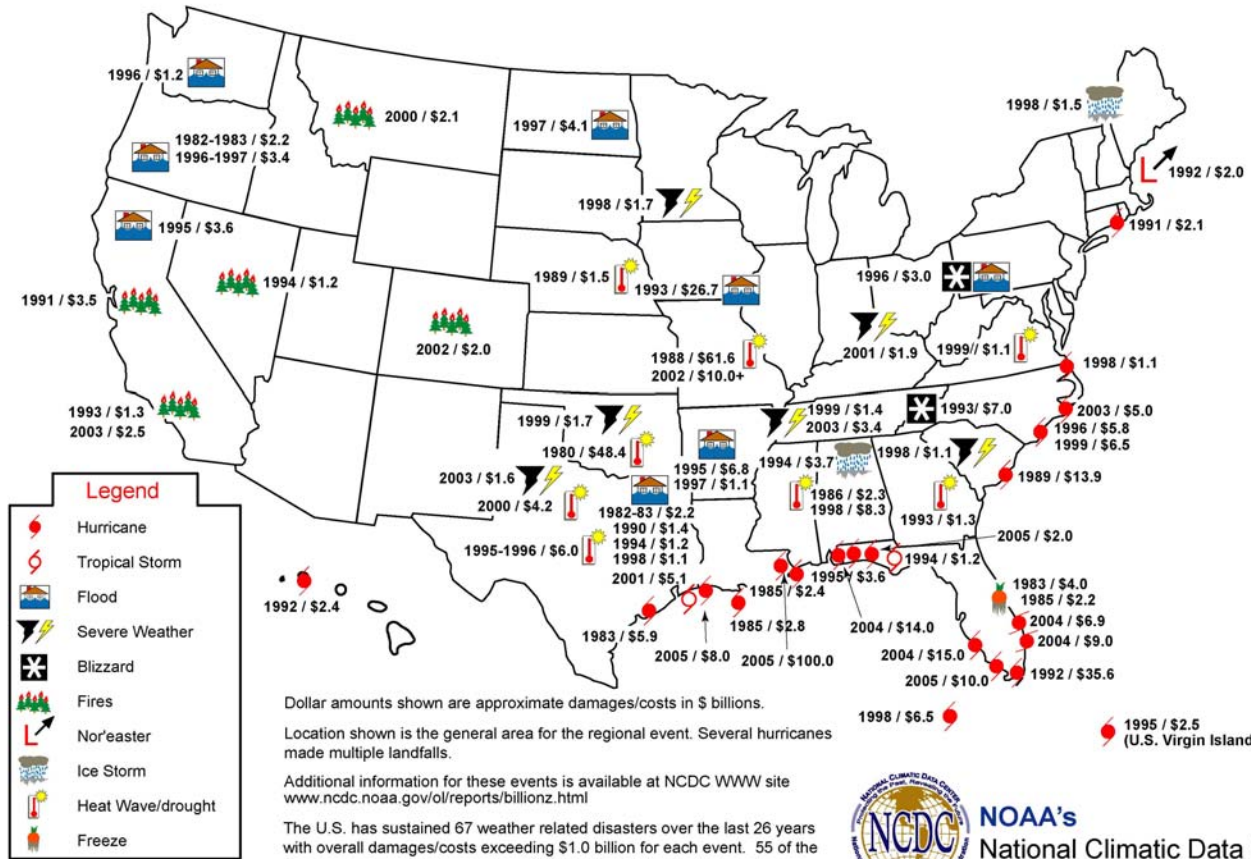 1996 / $1.2
2000 / $2.1
1997 / $4.1
1998 / $1.5
1982-1983 / $2.2
1996-1997 / $3.4
1992 / $2.0
1998 / $1.7
1991 / $2.1
1995 / $3.6
1989 / $1.5
1993 / $26.7
1996 / $3.0
1994 / $1.2
1991 / $3.5
2002 / $2.0
1988 / $61.6
2002 / $10.0+
2001 / $1.9
1999// $1.1
1998 / $1.1
1993 / $1.3
2003 / $2.5
1999 / $1.7
1980 / $48.4
1999 / $1.4
2003 / $3.4
1993/ $7.0
2003 / $5.0
1996 / $5.8
1999 / $6.5
1995 / $6.8
1997 / $1.1
1994 / $3.7
1998 / $1.1
1989 / $13.9
2003 / $1.6
2000 / $4.2
1986 / $2.3
1998 / $8.3
1993 / $1.3
1982-83 / $2.2
1990 / $1.4
1994 / $1.2
1998 / $1.1
2001 / $5.1
1995-1996 / $6.0
2005 / $2.0
1994 / $1.2
1995 / $3.6
1985 / $2.4
1983 / $4.0
1985 / $2.2
1992 / $2.4
1983 / $5.9
1985 / $2.8
2004 / $14.0
2004 / $6.9
2004 / $9.0
2005 / $8.0
2005 / $100.0
2004 / $15.0
2005 / $10.0
1992 / $35.6
1998 / $6.5
1995 / $2.5
(U.S. Virgin Island
Legend
Hurricane
Tropical Storm
Flood
Severe Weather
Blizzard
Fires
L
Nor'easter
Ice Storm
Heat Wave/drought
Freeze
Dollar amounts shown are approximate damages/costs in $ billions.
Location shown is the general area for the regional event. Several hurricanes
made multiple landfalls.
Additional information for these events is available at NCDC WWW site
www.ncdc.noaa.gov/ol/reports/billionz.html
The U.S. has sustained 67 weather related disasters over the last 26 years
with overall damages/costs exceeding $1.0 billion for each event. 55 of the
NATIONAL CLIMATIC DATA CENTER
NCDC
NOAA's
National Climatic Data